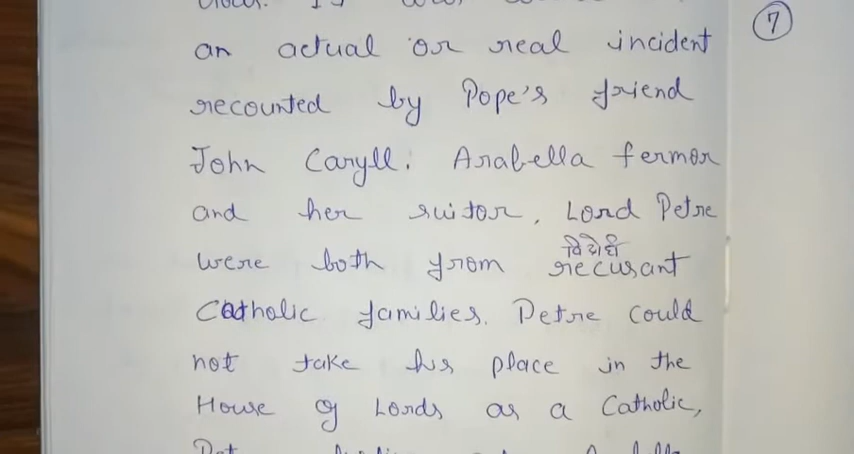 7
an actual or real incident
recounted by Pope's friend
John Caryll. Arabella fermor
and her suitor, Lord Petre
विरोधी
were both from recusant
Catholic families. Petre could
not take his place in the
House of Lords as a Catholic,